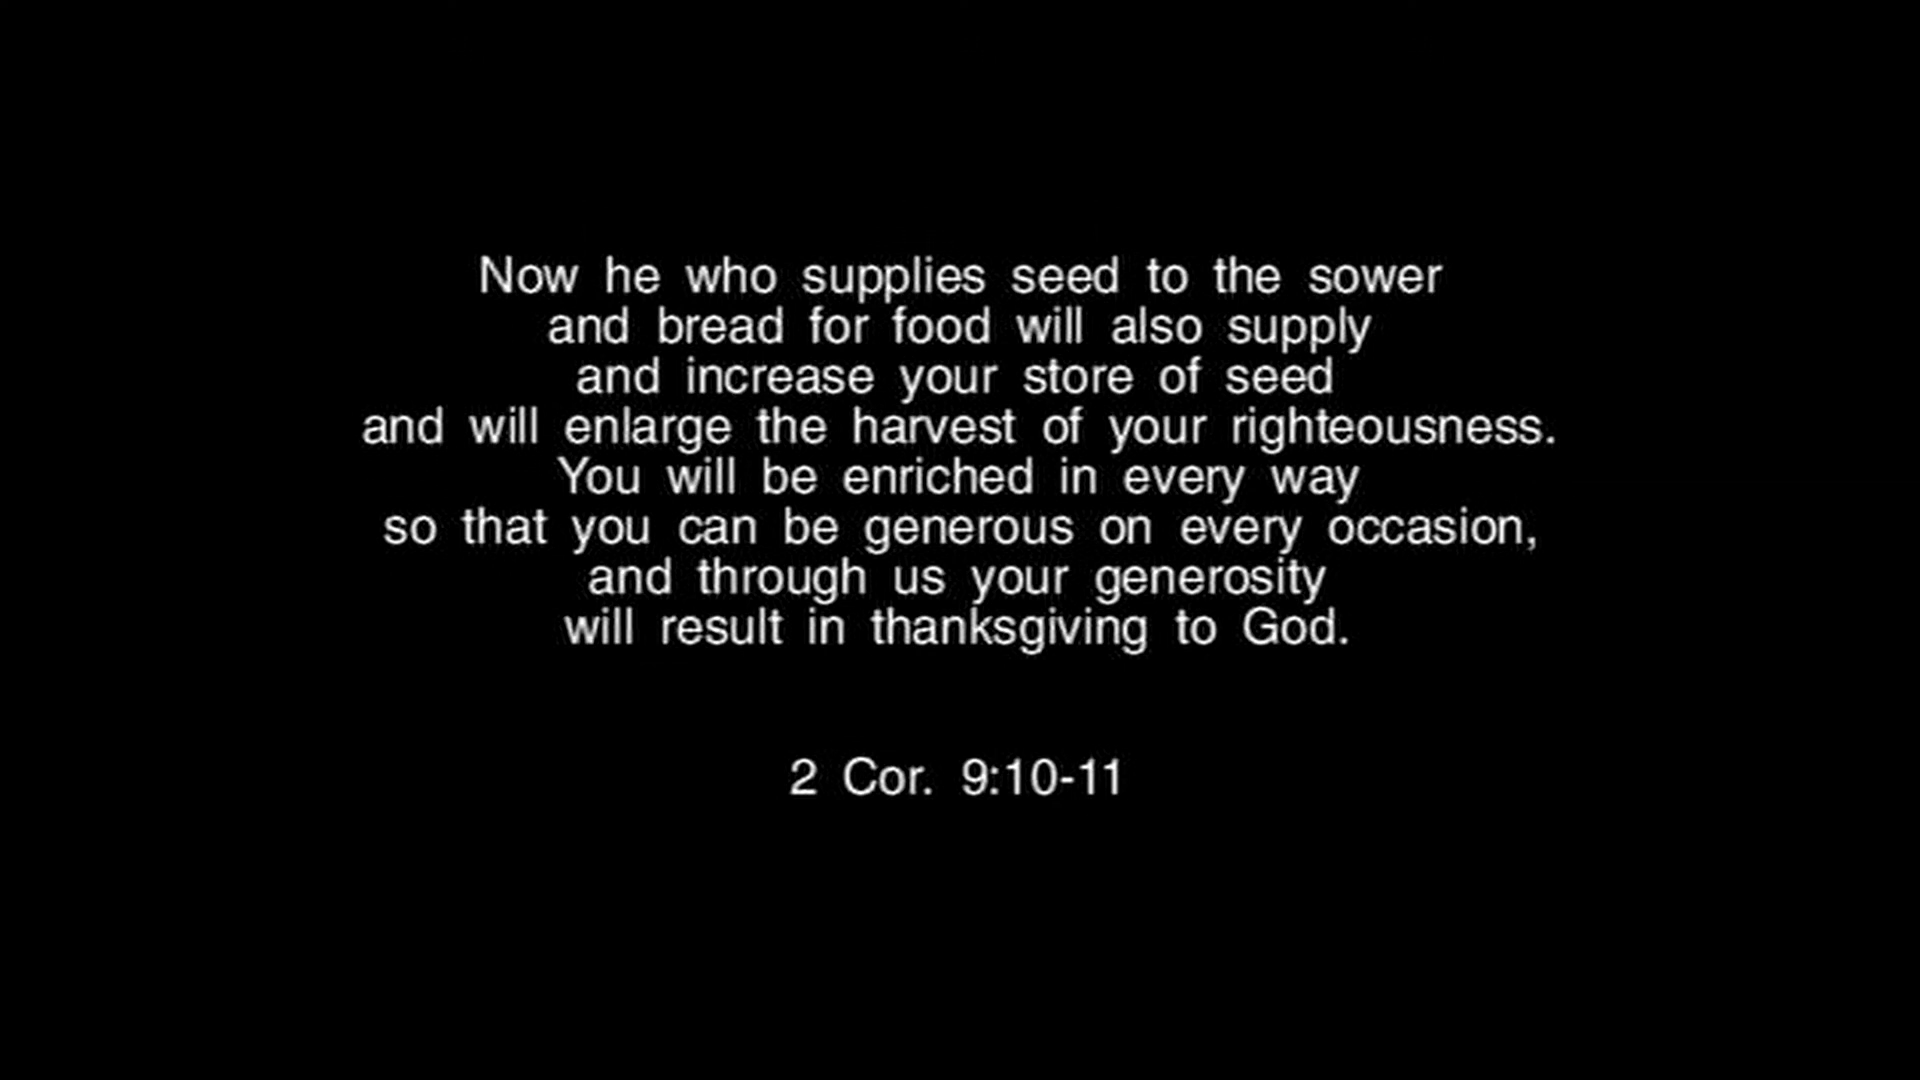 Now he who supplies seed to the sower
and bread for food will also supply
and increase your store of seed
and will enlarge the harvest of your righteousness.
You will be enriched in every way
so that you can be generous on every occasion,
and through us your generosity
will result in thanksgiving to God.
2 Cor. 9:10-11